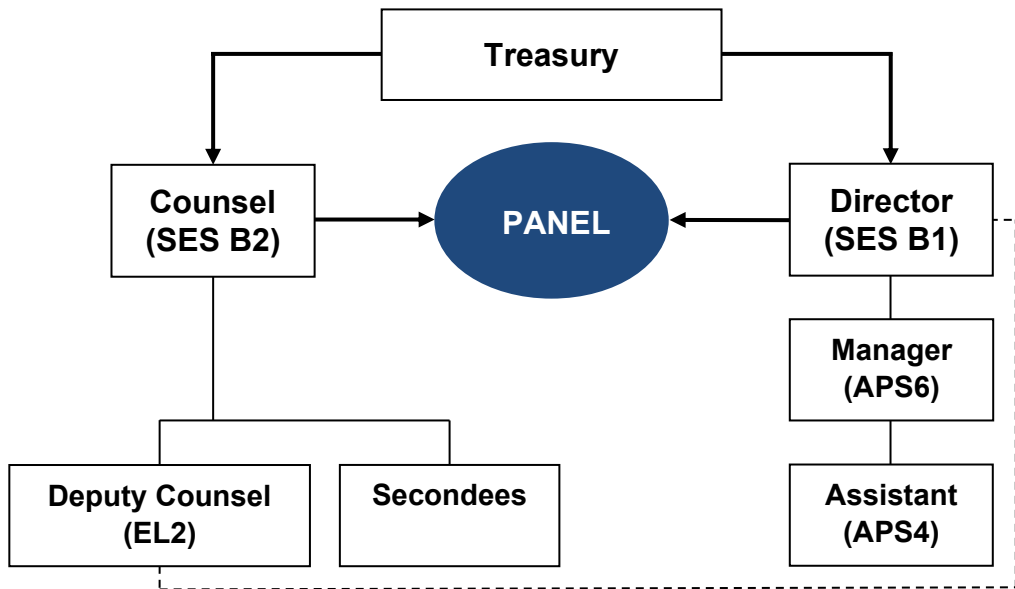 Treasury
Counsel
(SES B2)
PANEL
Director
(SES B1)
Manager
(APS6)
Deputy Counsel
(EL2)
Secondees
Assistant
(APS4)